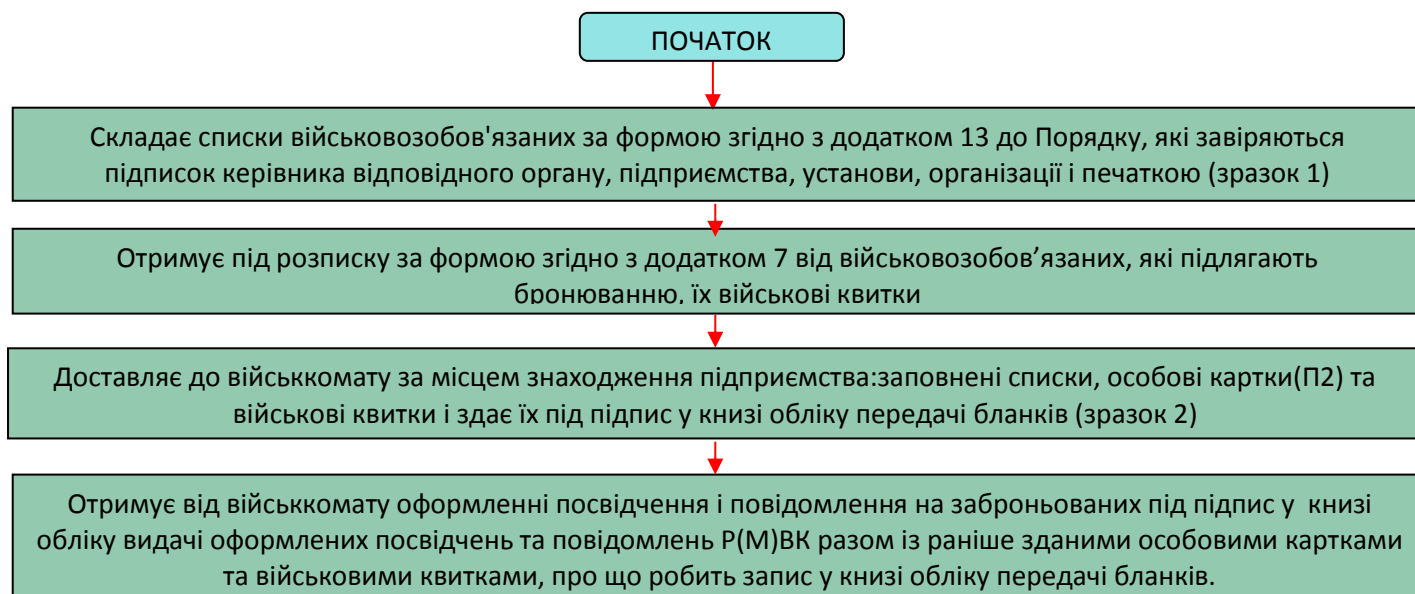 ПОЧАТОК
Складає списки військовозобов'язаних за формою згідно з додатком 13 до Порядку, які завіряються
підписок керівника відповідного органу, підприємства, установи, організації і печаткою (зразок 1)
Отримує під розписку за формою згідно з додатком 7 від військовозобов’язаних, які підлягають
бронюванню, їх військові квитки
Доставляє до військкомату за місцем знаходження підприємства:заповнені списки, особові картки(П2) та
військові квитки і здає їх під підпис у книзі обліку передачі бланків (зразок 2)
Отримує від військкомату оформленні посвідчення і повідомлення на заброньованих під підпис у книзі
обліку видачі оформлених посвідчень та повідомлень Р(М)ВК разом із раніше зданими особовими картками
та військовими квитками, про що робить запис у книзі обліку передачі бланків.